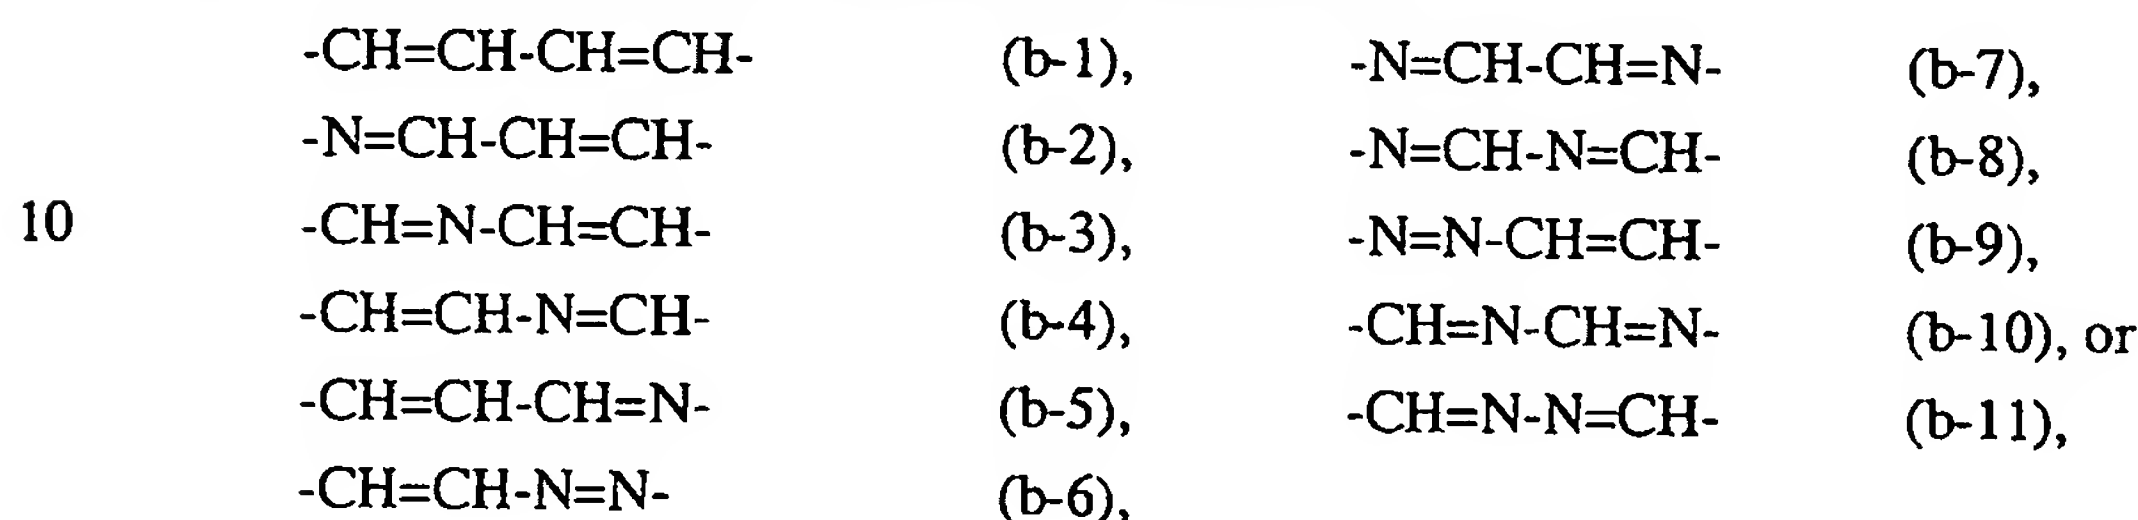 -CH=CH-CH=CH- (b-1), -N=CH-CH=N- (b-7),
-N=CH-CH=CH- (b-2), -N=CH-N=CH- (b-8),
10 -CH=N-CH=CH- (b-3), -N=N-CH=CH- (b-9),
-CH=CH-N=CH- (b-4), -CH=N-CH=N- (b-10), or
-CH=CH-CH=N- (b-5), -CH=N-N=CH- (b-11),
-CH=CH-N=N- (b-6),